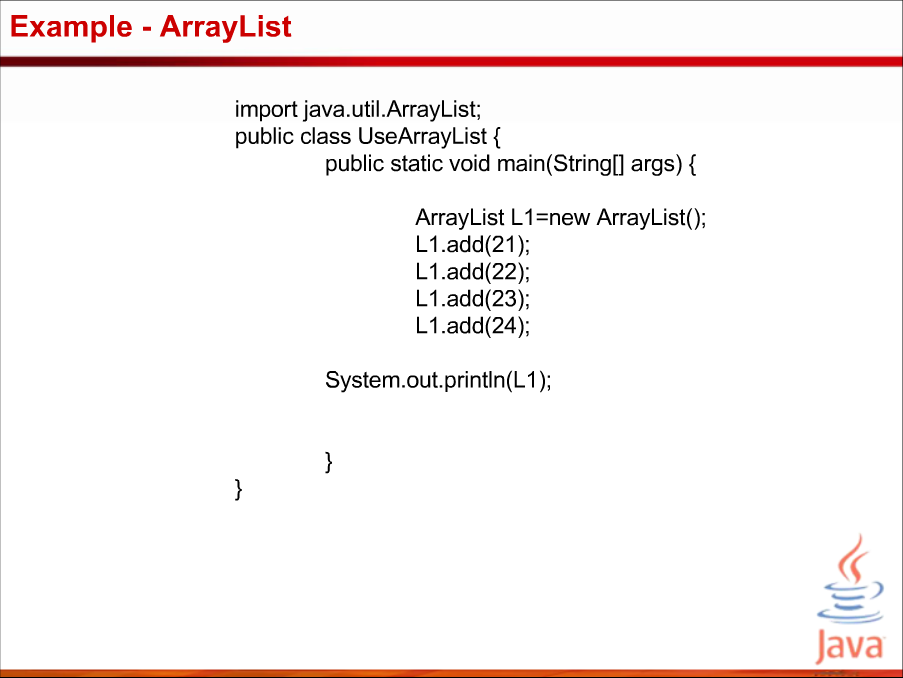 Example - ArrayList
import java.util.ArrayList;
public class UseArrayList {
public static void main(String[] args) {
ArrayList L1=new ArrayList();
L1.add(21);
L1.add(22);
L1.add(23);
L1.add(24);
System.out.println(L1);
}
}
Java